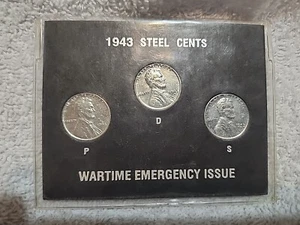 1943 STEEL CENTS
D
P S
WARTIME EMERGENCY ISSUE